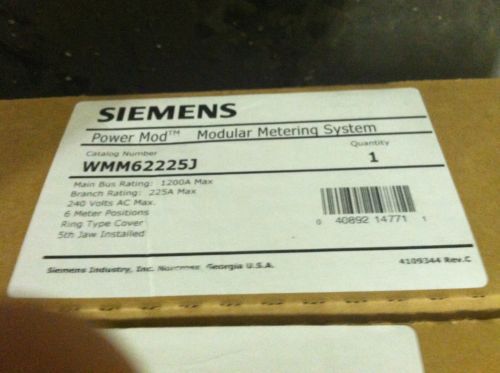 SIEMENS
Power Mod™ Modular Metering System
Catalog Number
Quantity
WMM62225J
1
Main Bus Rating: 1200A Max
Branch Rating: 225A Max
240 Volts AC Max.
6 Meter Positions
Ring Type Cover
5th Jaw Installed
0 40892 14771 1
Siemens Industry, Inc. Norcross, Georgia U.S.A.
4109344 Rev.C